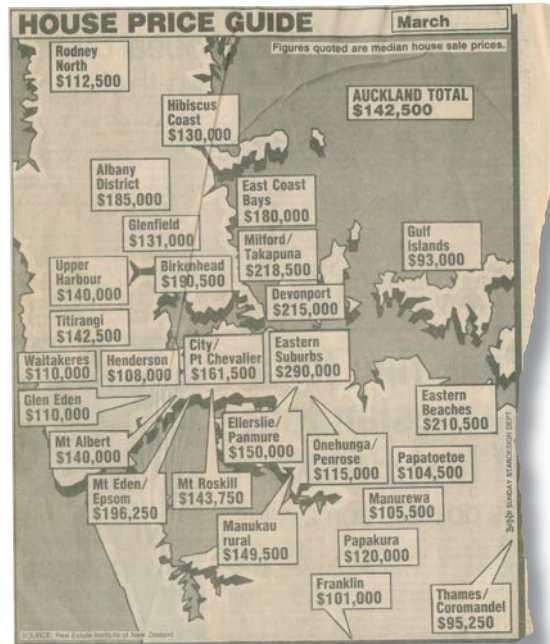 HOUSE PRICE GUIDE
March
Figures quoted are median house sale prices.
Rodney
North
$112,500
Hibiscus
Coast
$130,000
AUCKLAND TOTAL
$142,500
Albany
District
$185,000
East Coast
Bays
$180,000
Glenfield
$131,000
Milford/
Takapuna
$218,500
Gulf
islands
$93,000
Upper
Harbour
$140,000
Birkenhead
$190,500
Devonport
$215,000
Titirangi
$142,500
Waitakeres
$110,000
Henderson
$108,000
City/
Pt Chevalier
$161,500
Eastern
Suburbs
$290,000
Glen Eden
$110,000
Eastern
Beaches
$210,500
Mt Albert
$140,000
Ellerslie/
Panmure
$150,000
Onehunga/
Penrose
$115,000
Papatoetoe
$104,500
Mt Eden/
Epsom
$196,250
Mt Roskill
$143,750
Manurewa
$105,500
Manukau
rural
$149,500
Papakura
$120,000
Franklin
$101,000
Thames/
Coromandel
$95,250
SUNDAY STAR DESIGN DEPT
SOURCE: Real Estate Institute of New Zealand